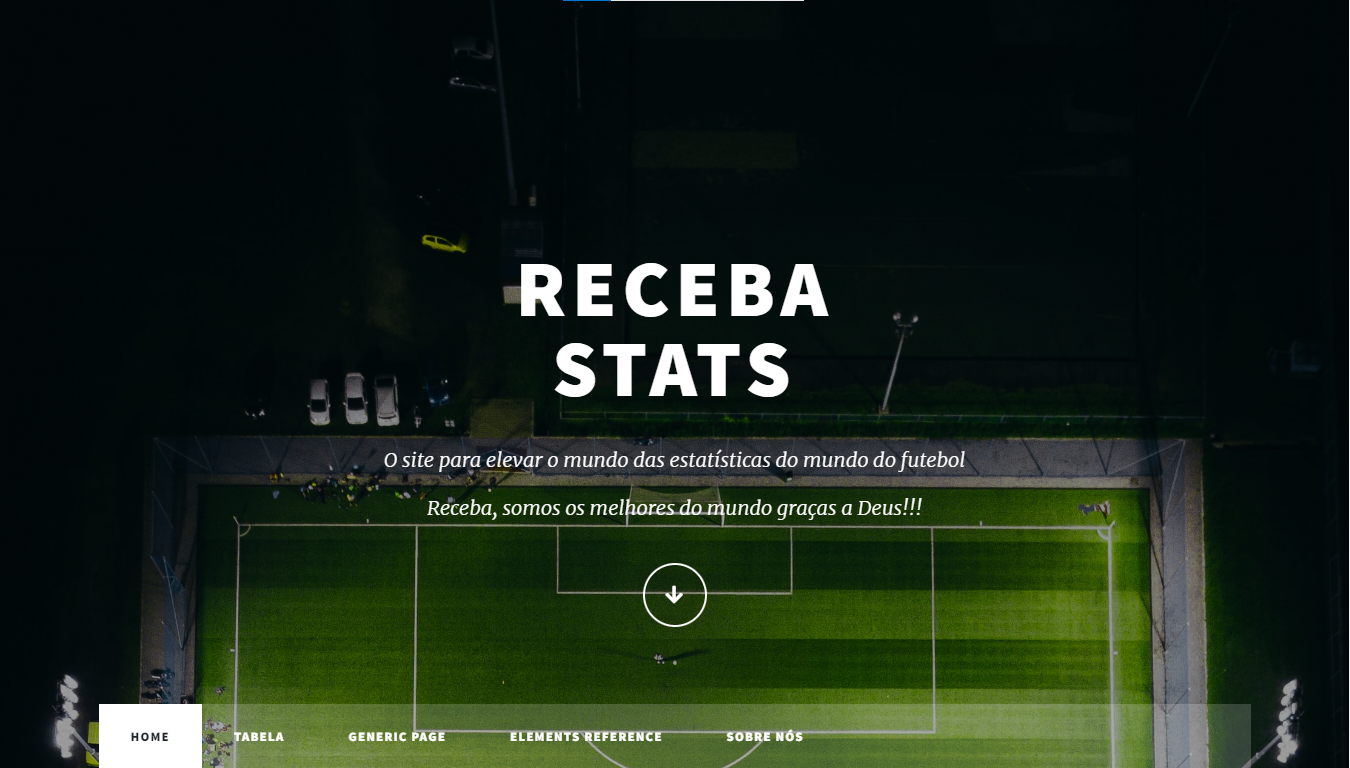 RECEBA
STATS
O site para elevar o mundo das estatísticas do mundo do futebol
Receba, somos os melhores do mundo graças a Deus!!!
HOME TABELA GENERIC PAGE ELEMENTS REFERENCE SOBRE NÓS